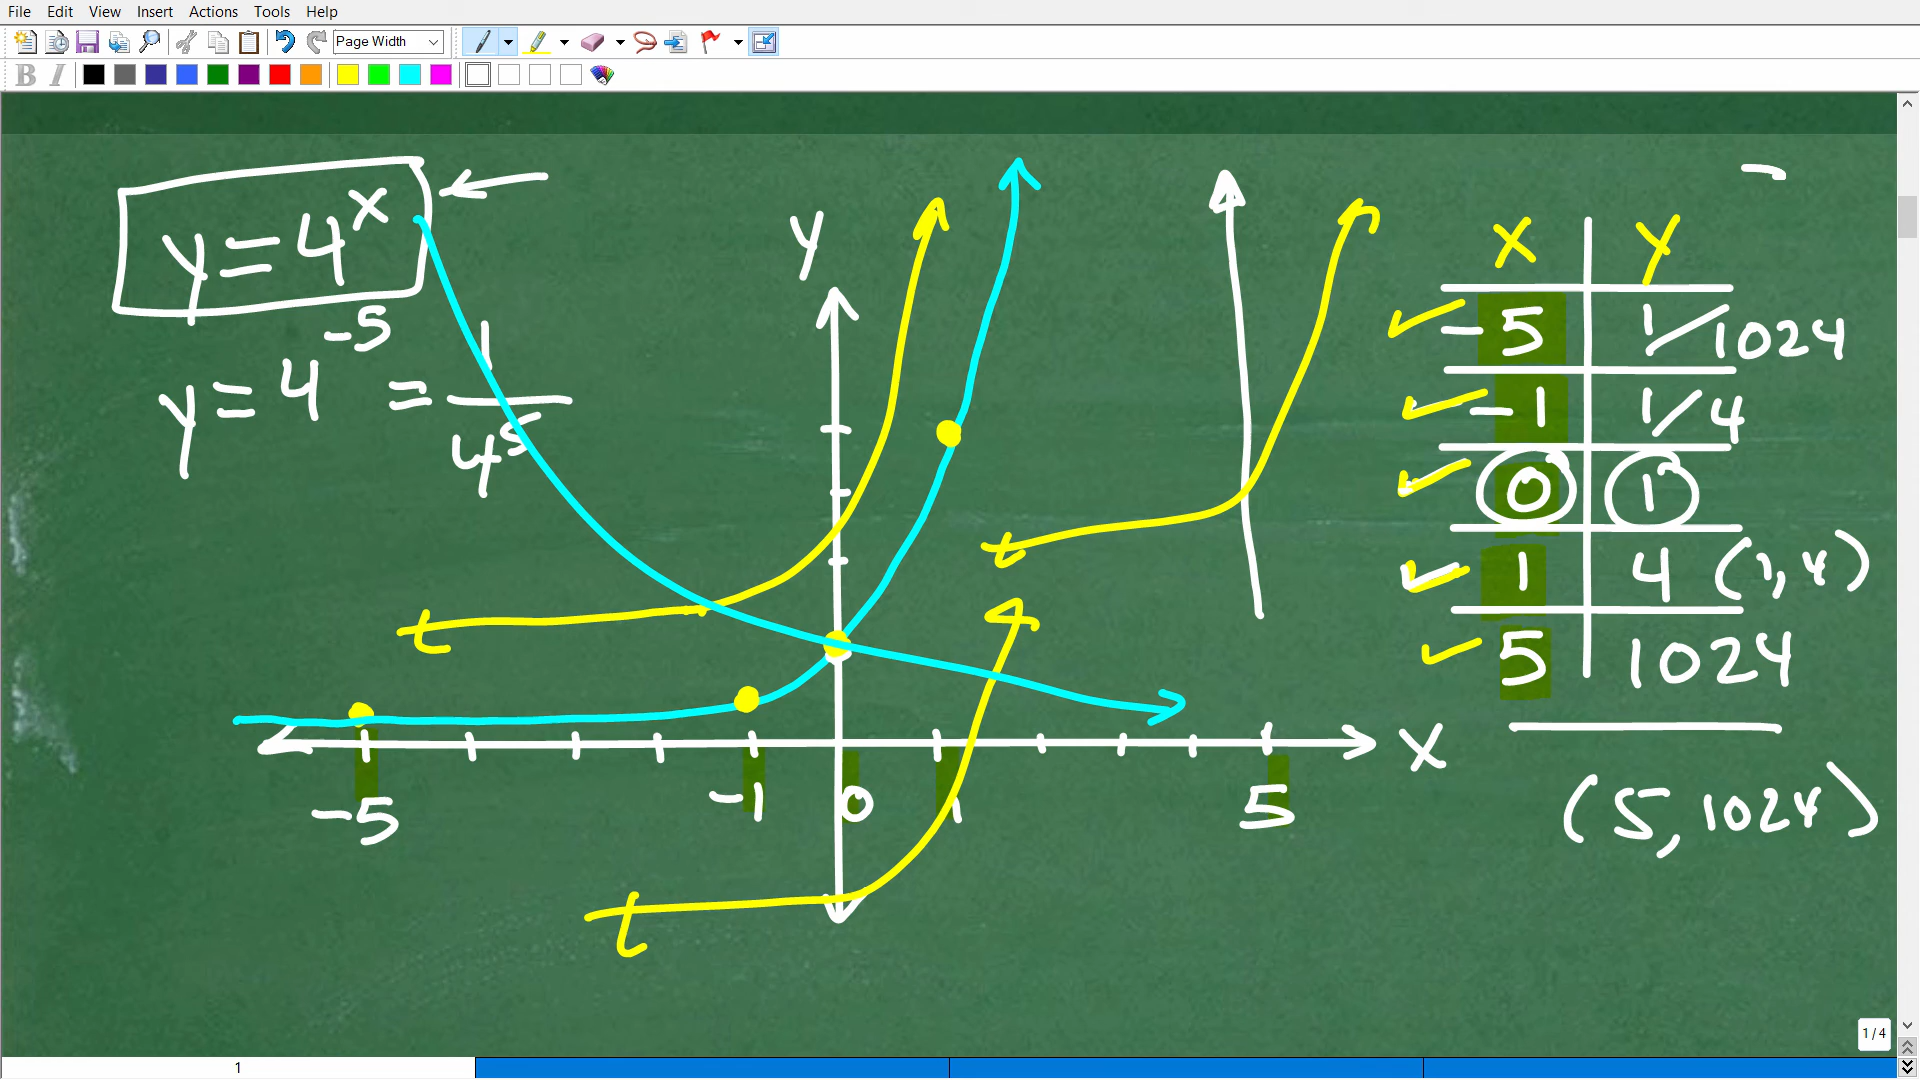 File Edit View Insert Actions Tools Help
Page Width
B I
y = 4^x
y = 4^-5 = 1/4^5
y
x
-5 -1 0 1 5
x y
-5 1/1024
-1 1/4
0 1
1 4 (1,4)
5 1024
(5, 1024)
1 / 4
1